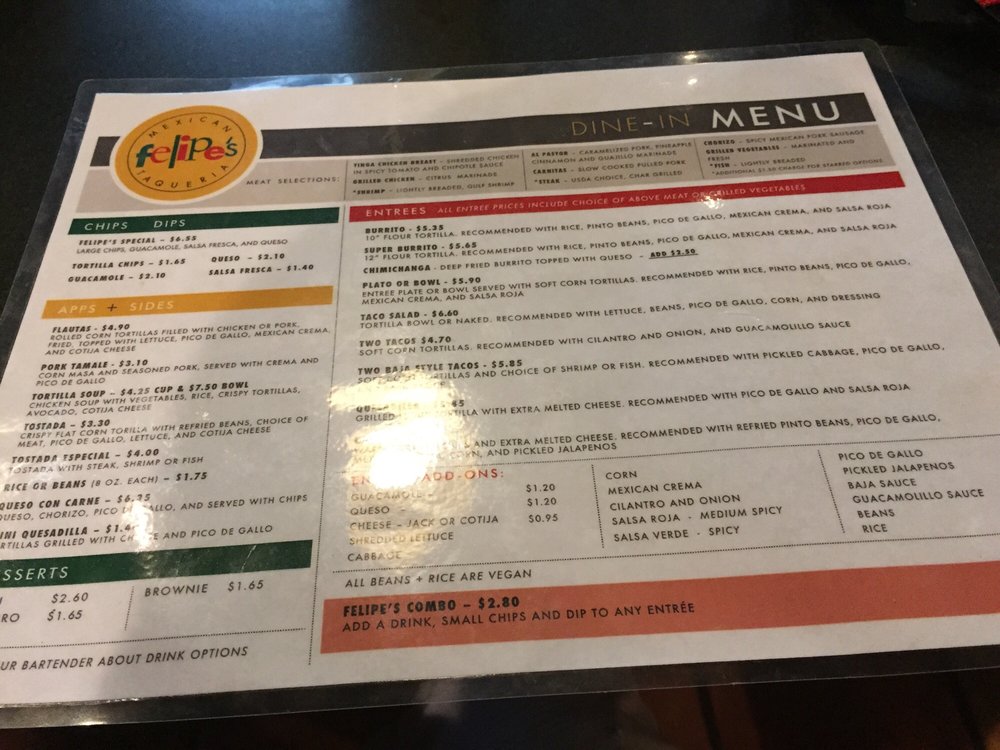 MEXICAN
felipe's
TAQUERIA
DINE-IN MENU
MEAT SELECTIONS:
TINGA CHICKEN BREAST - SHREDDED CHICKEN
IN SPICY TOMATO AND CHIPOTLE SAUCE
GRILLED CHICKEN - CITRUS MARINADE
*SHRIMP - LIGHTLY BREADED, GULF SHRIMP
AL PASTOR - CARAMELIZED PORK, PINEAPPLE
CINNAMON AND GUAJILLO MARINADE
CARNITAS - SLOW COOKED PULLED PORK
*STEAK - USDA CHOICE, CHAR GRILLED
CHORIZO - SPICY MEXICAN PORK SAUSAGE
GRILLED VEGETABLES - MARINATED AND
FRESH
*FISH - LIGHTLY BREADED
*ADDITIONAL $1.50 CHARGE FOR STARRED OPTIONS
CHIPS DIPS
FELIPE'S SPECIAL - $6.55
LARGE CHIPS, GUACAMOLE, SALSA FRESCA, AND QUESO
TORTILLA CHIPS - $1.65 QUESO - $2.10
GUACAMOLE - $2.10 SALSA FRESCA - $1.40
APPS + SIDES
FLAUTAS - $4.90
ROLLED CORN TORTILLAS FILLED WITH CHICKEN OR PORK,
FRIED, TOPPED WITH LETTUCE, PICO DE GALLO, MEXICAN CREMA,
AND COTIJA CHEESE
PORK TAMALE - $3.10
CORN MASA AND SEASONED PORK, SERVED WITH CREMA AND
PICO DE GALLO
TORTILLA SOUP - $4.25 CUP & $7.50 BOWL
CHICKEN SOUP WITH VEGETABLES, RICE, CRISPY TORTILLAS,
AVOCADO, COTIJA CHEESE
TOSTADA - $3.30
CRISPY FLAT CORN TORILLA WITH REFRIED BEANS, CHOICE OF
MEAT, PICO DE GALLO, LETTUCE, AND COTIJA CHEESE
TOSTADA ESPECIAL - $4.00
TOSTADA WITH STEAK, SHRIMP OR FISH
RICE OR BEANS (8 OZ. EACH) - $1.75
QUESO CON CARNE - $6.35
QUESO, CHORIZO, PICO DE GALLO, AND SERVED WITH CHIPS
INI QUESADILLA - $1.4
RTILLAS GRILLED WITH CHEESE AND PICO DE GALLO
SSERTS
$2.60
RO $1.65
BROWNIE $1.65
UR BARTENDER ABOUT DRINK OPTIONS
ENTREES ALL ENTREE PRICES INCLUDE CHOICE OF ABOVE MEAT OR GRILLED VEGETABLES
BURRITO - $5.35
10" FLOUR TORTILLA. RECOMMENDED WITH RICE, PINTO BEANS, PICO DE GALLO, MEXICAN CREMA, AND SALSA ROJA
SUPER BURRITO - $5.65
12" FLOUR TORTILLA. RECOMMENDED WITH RICE, PINTO BEANS, PICO DE GALLO, MEXICAN CREMA, AND SALSA ROJA
CHIMICHANGA - DEEP FRIED BURRITO TOPPED WITH QUESO - ADD $2.50
PLATO OR BOWL - $5.90
ENTREE PLATE OR BOWL SERVED WITH SOFT CORN TORTILLAS. RECOMMENDED WITH RICE, PINTO BEANS, PICO DE GALLO,
MEXICAN CREMA, AND SALSA ROJA
TACO SALAD - $6.60
TORTILLA BOWL OR NAKED. RECOMMENDED WITH LETTUCE, BEANS, PICO DE GALLO, CORN, AND DRESSING
TWO TACOS $4.70
SOFT CORN TORTILLAS. RECOMMENDED WITH CILANTRO AND ONION, AND GUACAMOLILLO SAUCE
TWO BAJA STYLE TACOS - $5.85
SOFT CORN TORTILLAS AND CHOICE OF SHRIMP OR FISH. RECOMMENDED WITH PICKLED CABBAGE, PICO DE GALLO,
.45
GRILLED TORTILLA WITH EXTRA MELTED CHEESE. RECOMMENDED WITH PICO DE GALLO AND SALSA ROJA
AND EXTRA MELTED CHEESE. RECOMMENDED WITH REFRIED PINTO BEANS, PICO DE GALLO,
CORN, AND PICKLED JALAPENOS
ADD-ONS:
GUACAMOLE - $1.20
QUESO - $1.20
CHEESE - JACK OR COTIJA $0.95
SHREDDED LETTUCE
CABBAGE
CORN
MEXICAN CREMA
CILANTRO AND ONION
SALSA ROJA - MEDIUM SPICY
SALSA VERDE - SPICY
PICO DE GALLO
PICKLED JALAPENOS
BAJA SAUCE
GUACAMOLILLO SAUCE
BEANS
RICE
ALL BEANS + RICE ARE VEGAN
FELIPE'S COMBO - $2.80
ADD A DRINK, SMALL CHIPS AND DIP TO ANY ENTRÉE